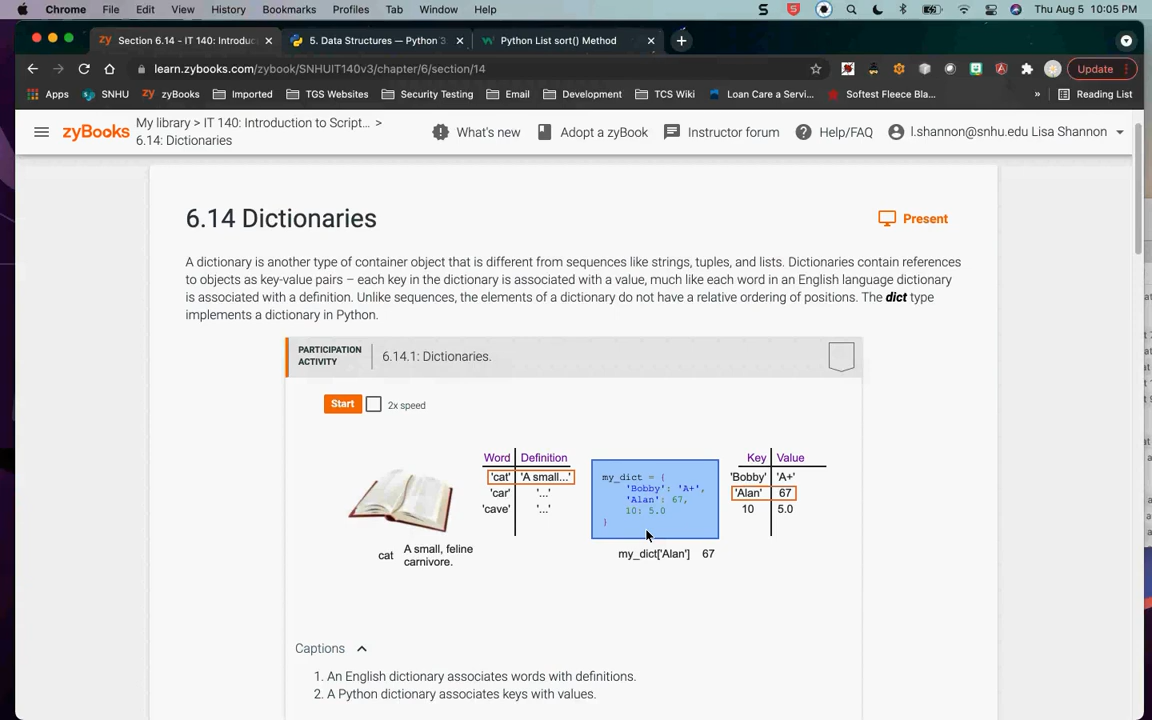 Chrome File Edit View History Bookmarks Profiles Tab Window Help Thu Aug 5 10:05 PM
Section 6.14 - IT 140: Introduc 5. Data Structures — Python 3 Python List sort() Method
learn.zybooks.com/zybook/SNHUIT140v3/chapter/6/section/14 Update
Apps SNHU zyBooks Imported TGS Websites Security Testing Email Development TCS Wiki Loan Care a Servi... Softest Fleece Bla... » Reading List
zyBooks My library > IT 140: Introduction to Script... > What's new Adopt a zyBook Instructor forum Help/FAQ l.shannon@snhu.edu Lisa Shannon
6.14: Dictionaries
6.14 Dictionaries
Present
A dictionary is another type of container object that is different from sequences like strings, tuples, and lists. Dictionaries contain references
to objects as key-value pairs – each key in the dictionary is associated with a value, much like each word in an English language dictionary
is associated with a definition. Unlike sequences, the elements of a dictionary do not have a relative ordering of positions. The dict type
implements a dictionary in Python.
PARTICIPATION
ACTIVITY
6.14.1: Dictionaries.
Start 2x speed
Word Definition
'cat' 'A small...'
'car' '...'
'cave' '...'
cat A small, feline
carnivore.
my_dict = {
'Bobby': 'A+',
'Alan': 67,
10: 5.0
}
my_dict['Alan'] 67
Key Value
'Bobby' 'A+'
'Alan' 67
10 5.0
Captions
1. An English dictionary associates words with definitions.
2. A Python dictionary associates keys with values.